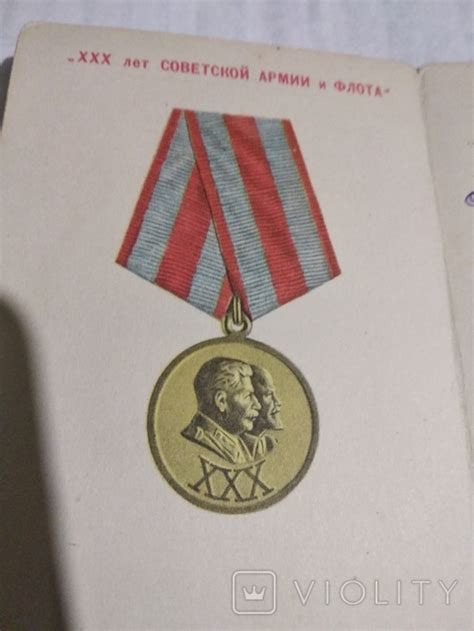 „XXX лет СОВЕТСКОЙ АРМИИ и ФЛОТА"
XXX
VIOLITY